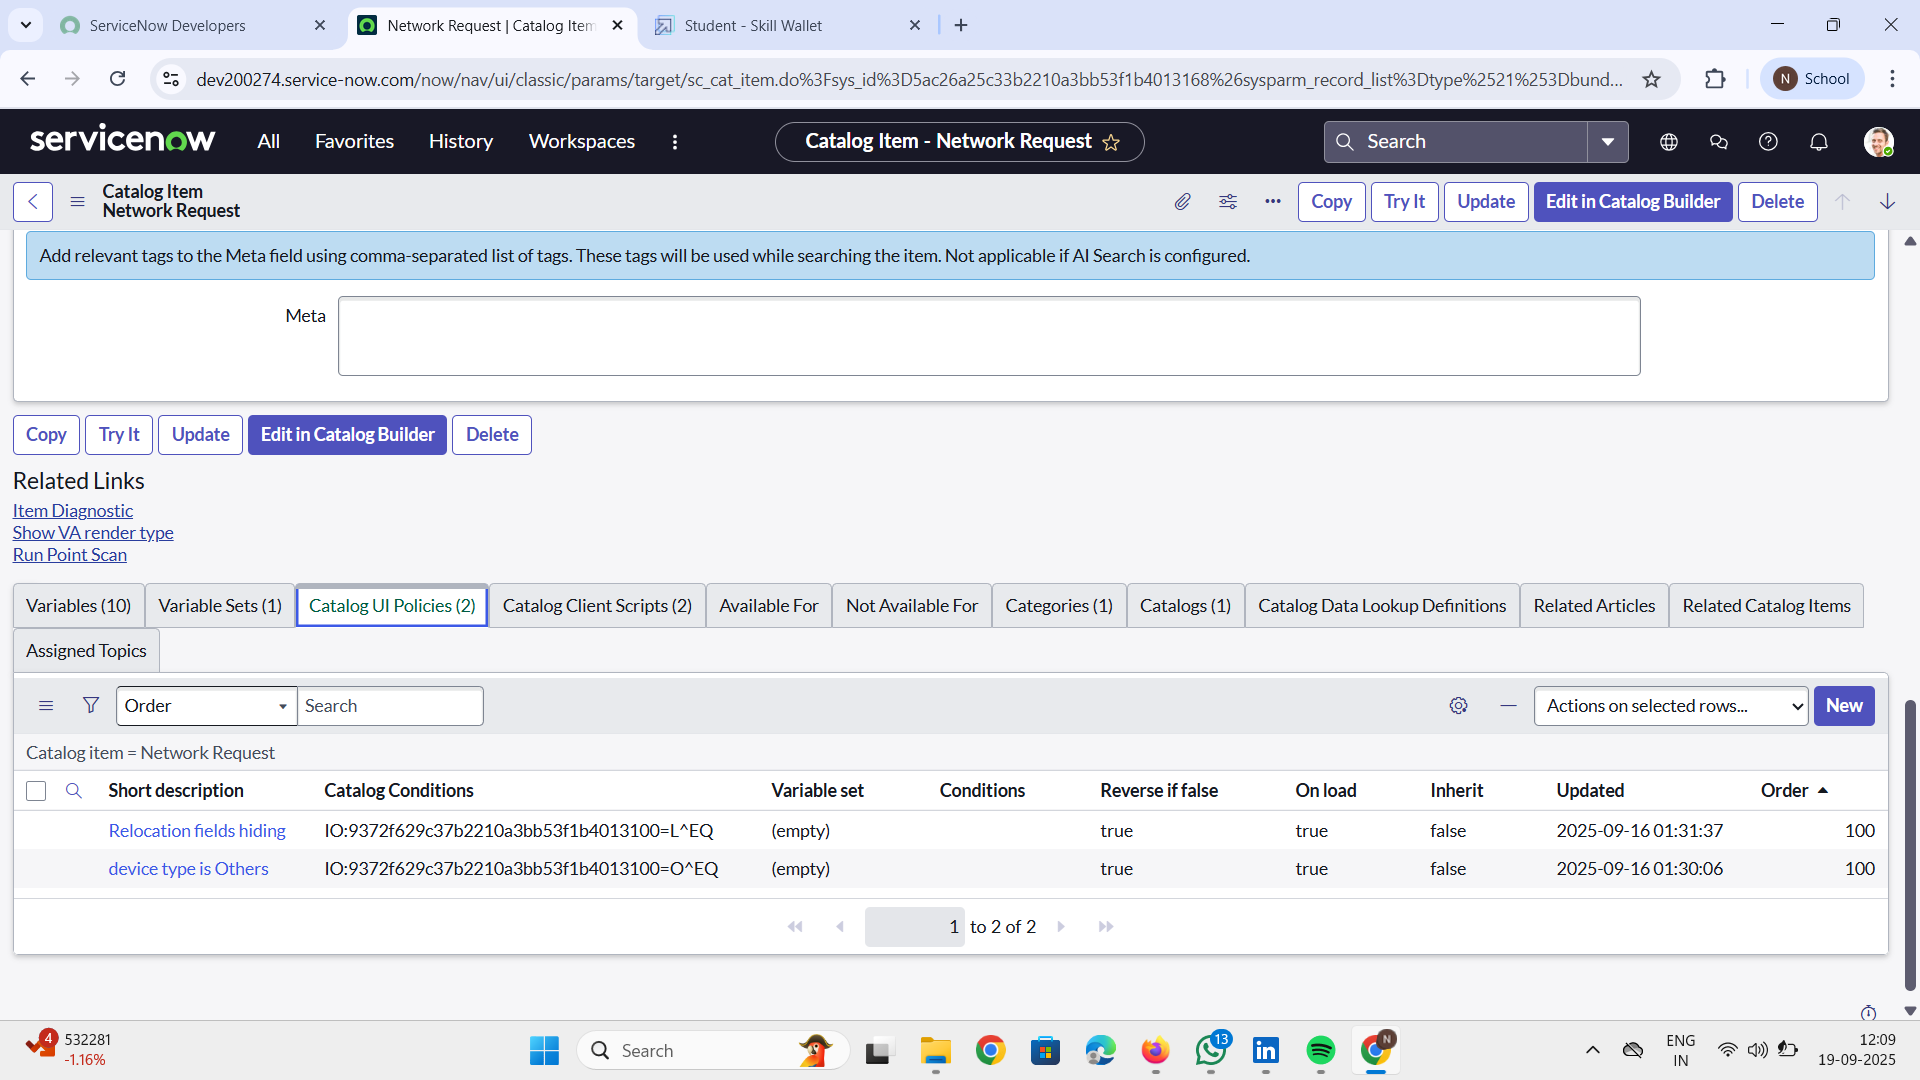 ServiceNow Developers
Network Request | Catalog Item
Student - Skill Wallet
dev200274.service-now.com/now/nav/ui/classic/params/target/sc_cat_item.do%3Fsys_id%3D5ac26a25c33b2210a3bb53f1b4013168%26sysparm_record_list%3Dtype%2521%253Dbund...
N School
servicenow All Favorites History Workspaces Catalog Item - Network Request Search
Catalog Item
Network Request
Copy Try It Update Edit in Catalog Builder Delete
Add relevant tags to the Meta field using comma-separated list of tags. These tags will be used while searching the item. Not applicable if AI Search is configured.
Meta
Copy Try It Update Edit in Catalog Builder Delete
Related Links
Item Diagnostic
Show VA render type
Run Point Scan
Variables (10) Variable Sets (1) Catalog UI Policies (2) Catalog Client Scripts (2) Available For Not Available For Categories (1) Catalogs (1) Catalog Data Lookup Definitions Related Articles Related Catalog Items
Assigned Topics
Order Search Actions on selected rows... New
Catalog item = Network Request
Short description Catalog Conditions Variable set Conditions Reverse if false On load Inherit Updated Order
Relocation fields hiding IO:9372f629c37b2210a3bb53f1b4013100=L^EQ (empty) true true false 2025-09-16 01:31:37 100
device type is Others IO:9372f629c37b2210a3bb53f1b4013100=O^EQ (empty) true true false 2025-09-16 01:30:06 100
1 to 2 of 2
4 532281
-1.16%
Search
13
N
ENG
IN
12:09
19-09-2025